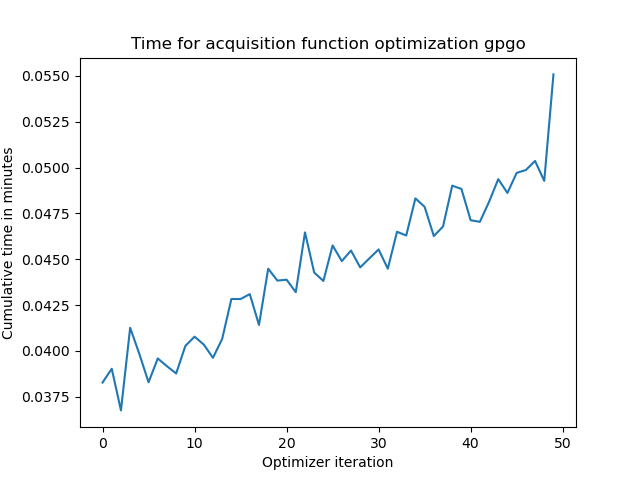 Time for acquisition function optimization gpgo
0.0550
0.0525
0.0500
0.0475
0.0450
0.0425
0.0400
0.0375
Cumulative time in minutes
0 10 20 30 40 50
Optimizer iteration